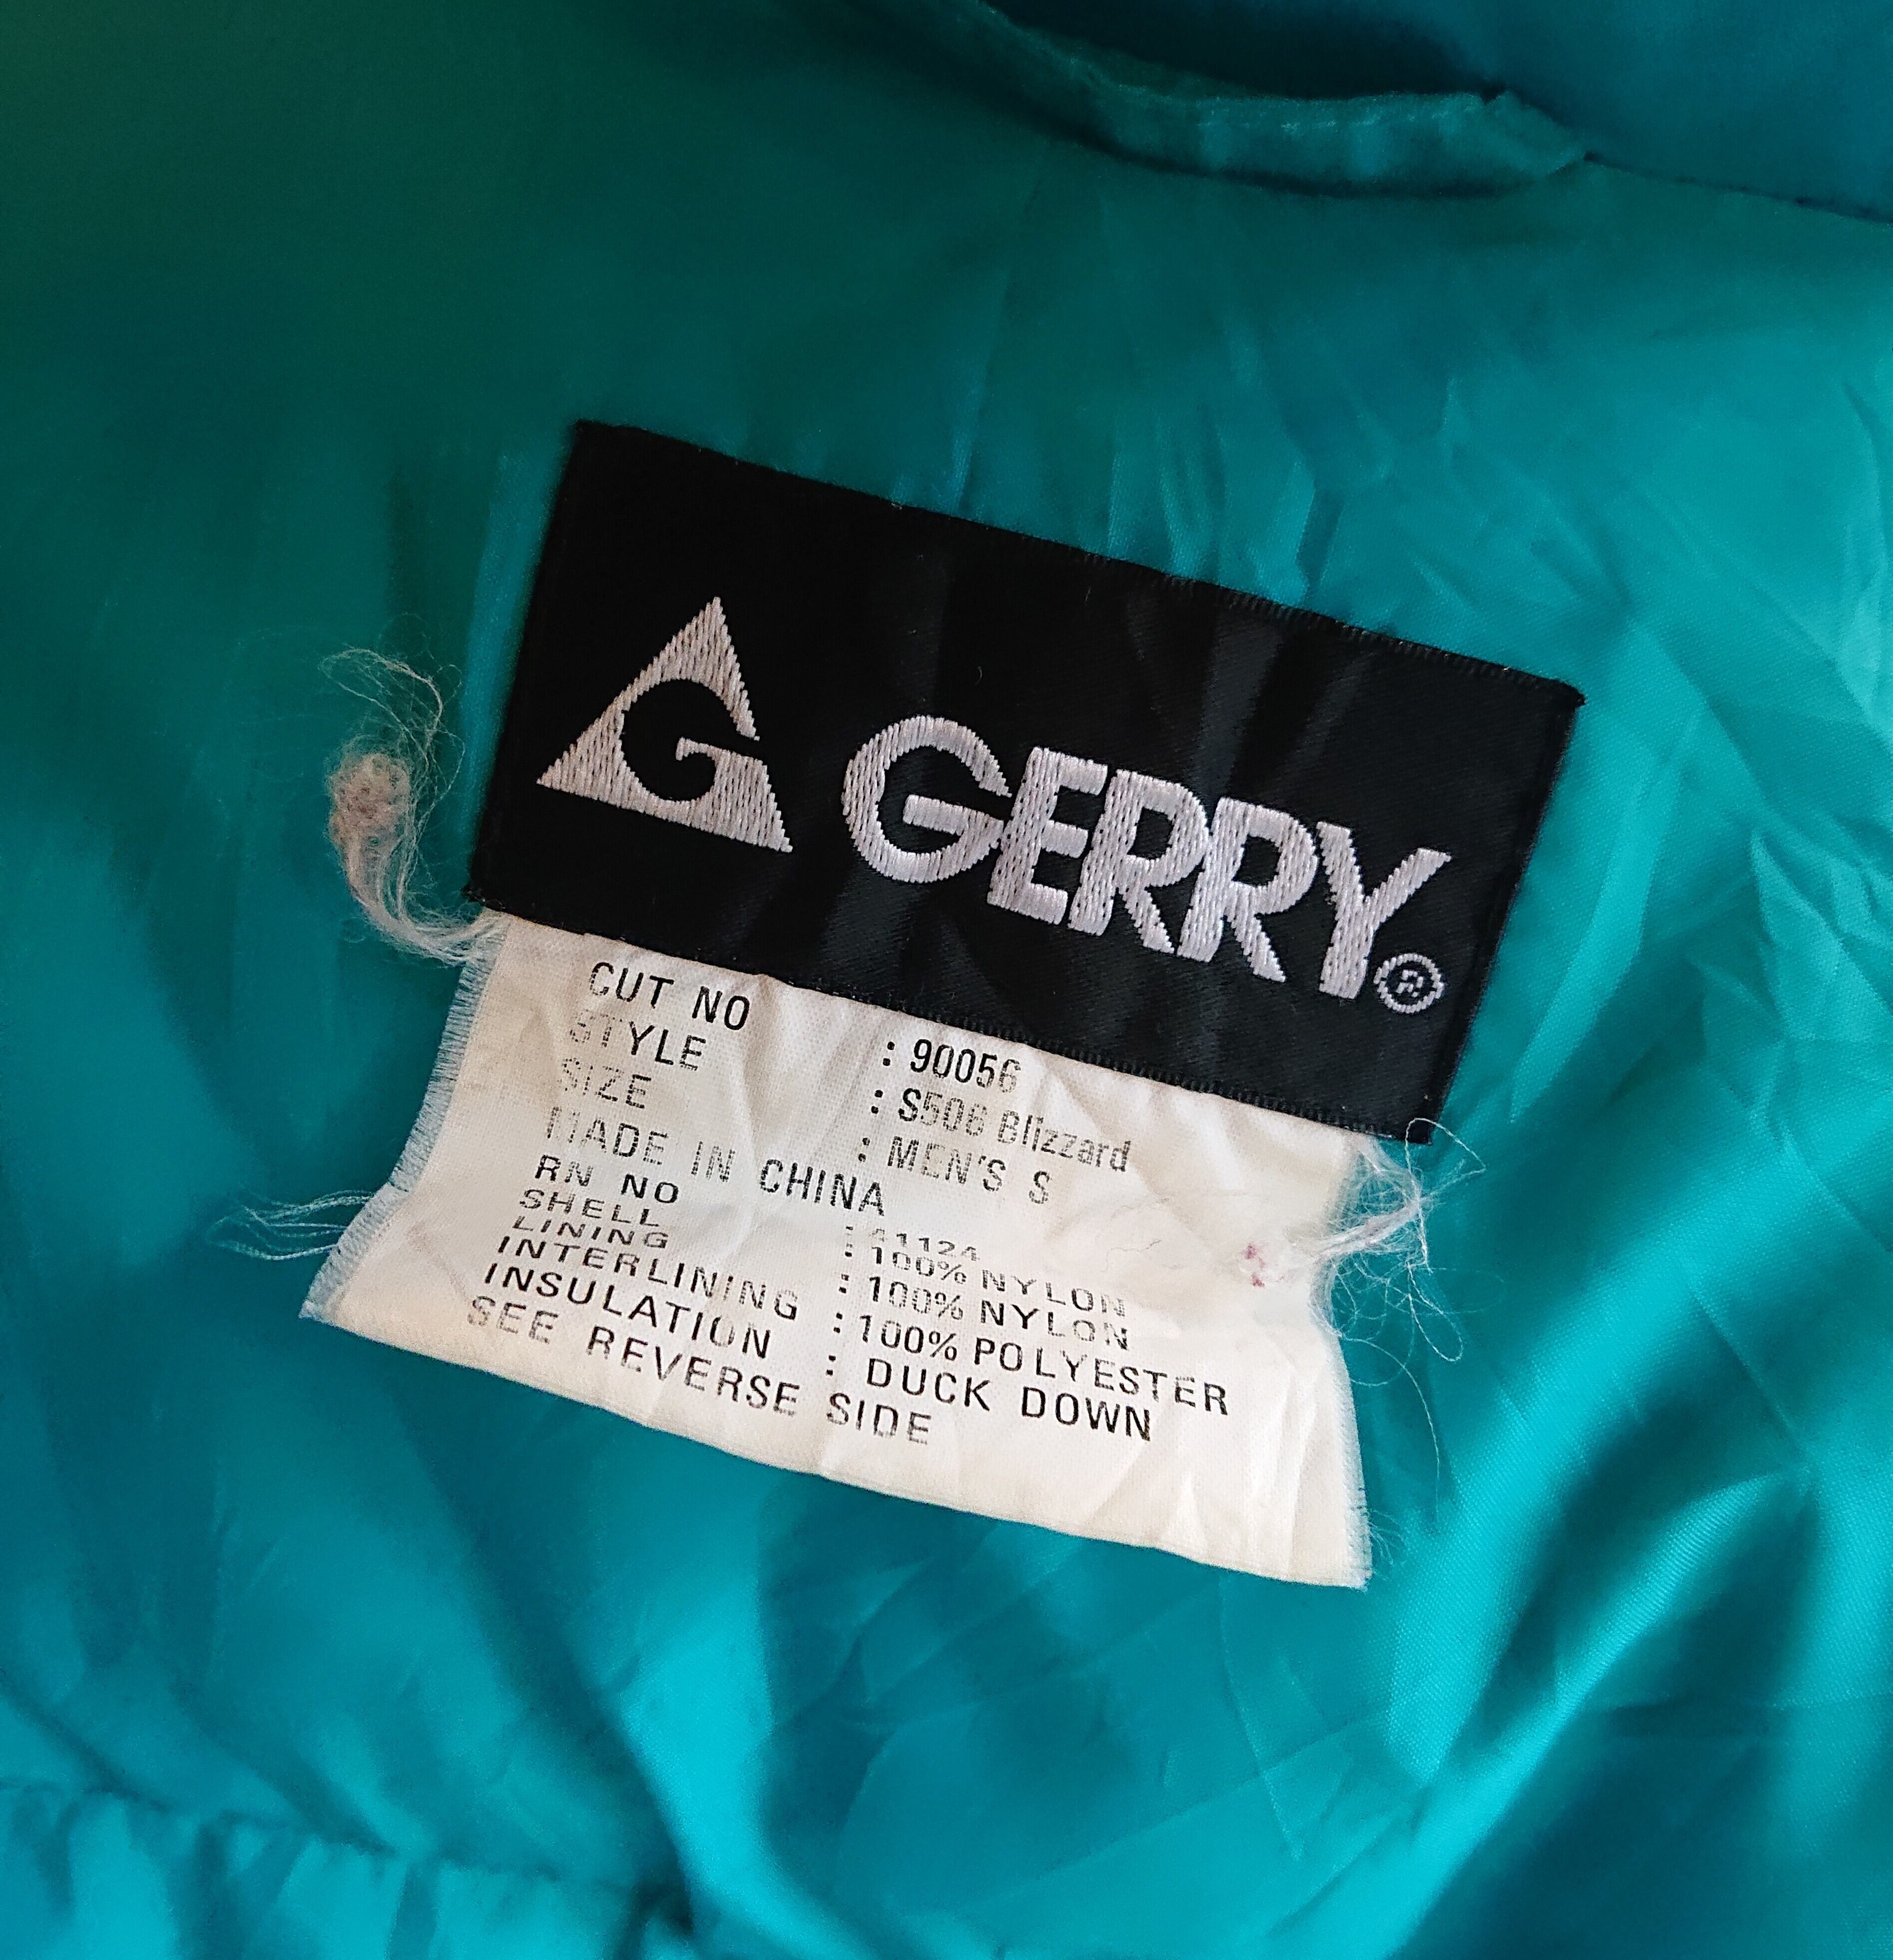 G GERRY®
CUT NO : 90056
STYLE : S506 Blizzard
SIZE : MEN'S S
MADE IN CHINA
RN NO : 41124
SHELL : 100% NYLON
LINING : 100% NYLON
INTERLINING : 100% POLYESTER
INSULATION : DUCK DOWN
SEE REVERSE SIDE